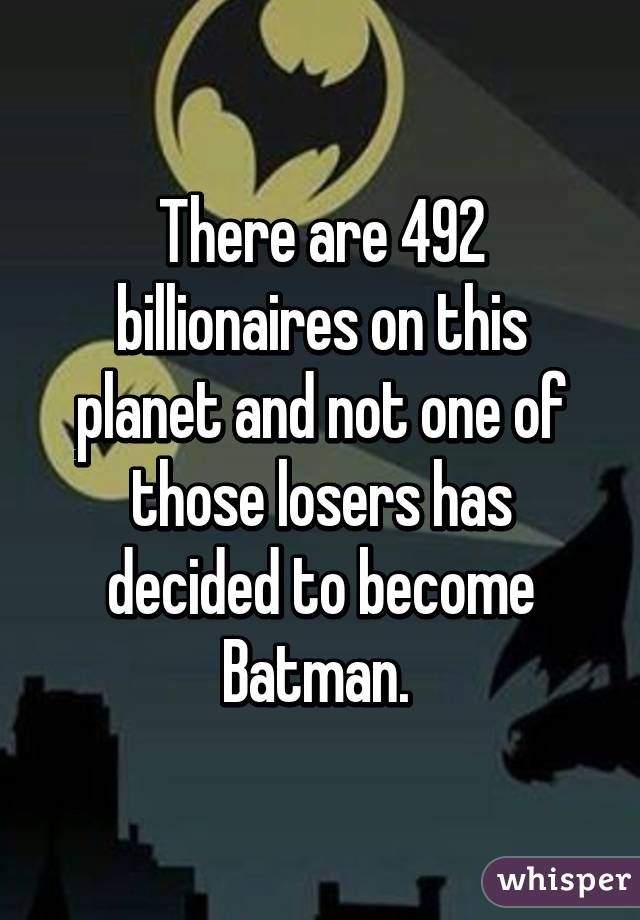 There are 492
billionaires on this
planet and not one of
those losers has
decided to become
Batman.
whisper